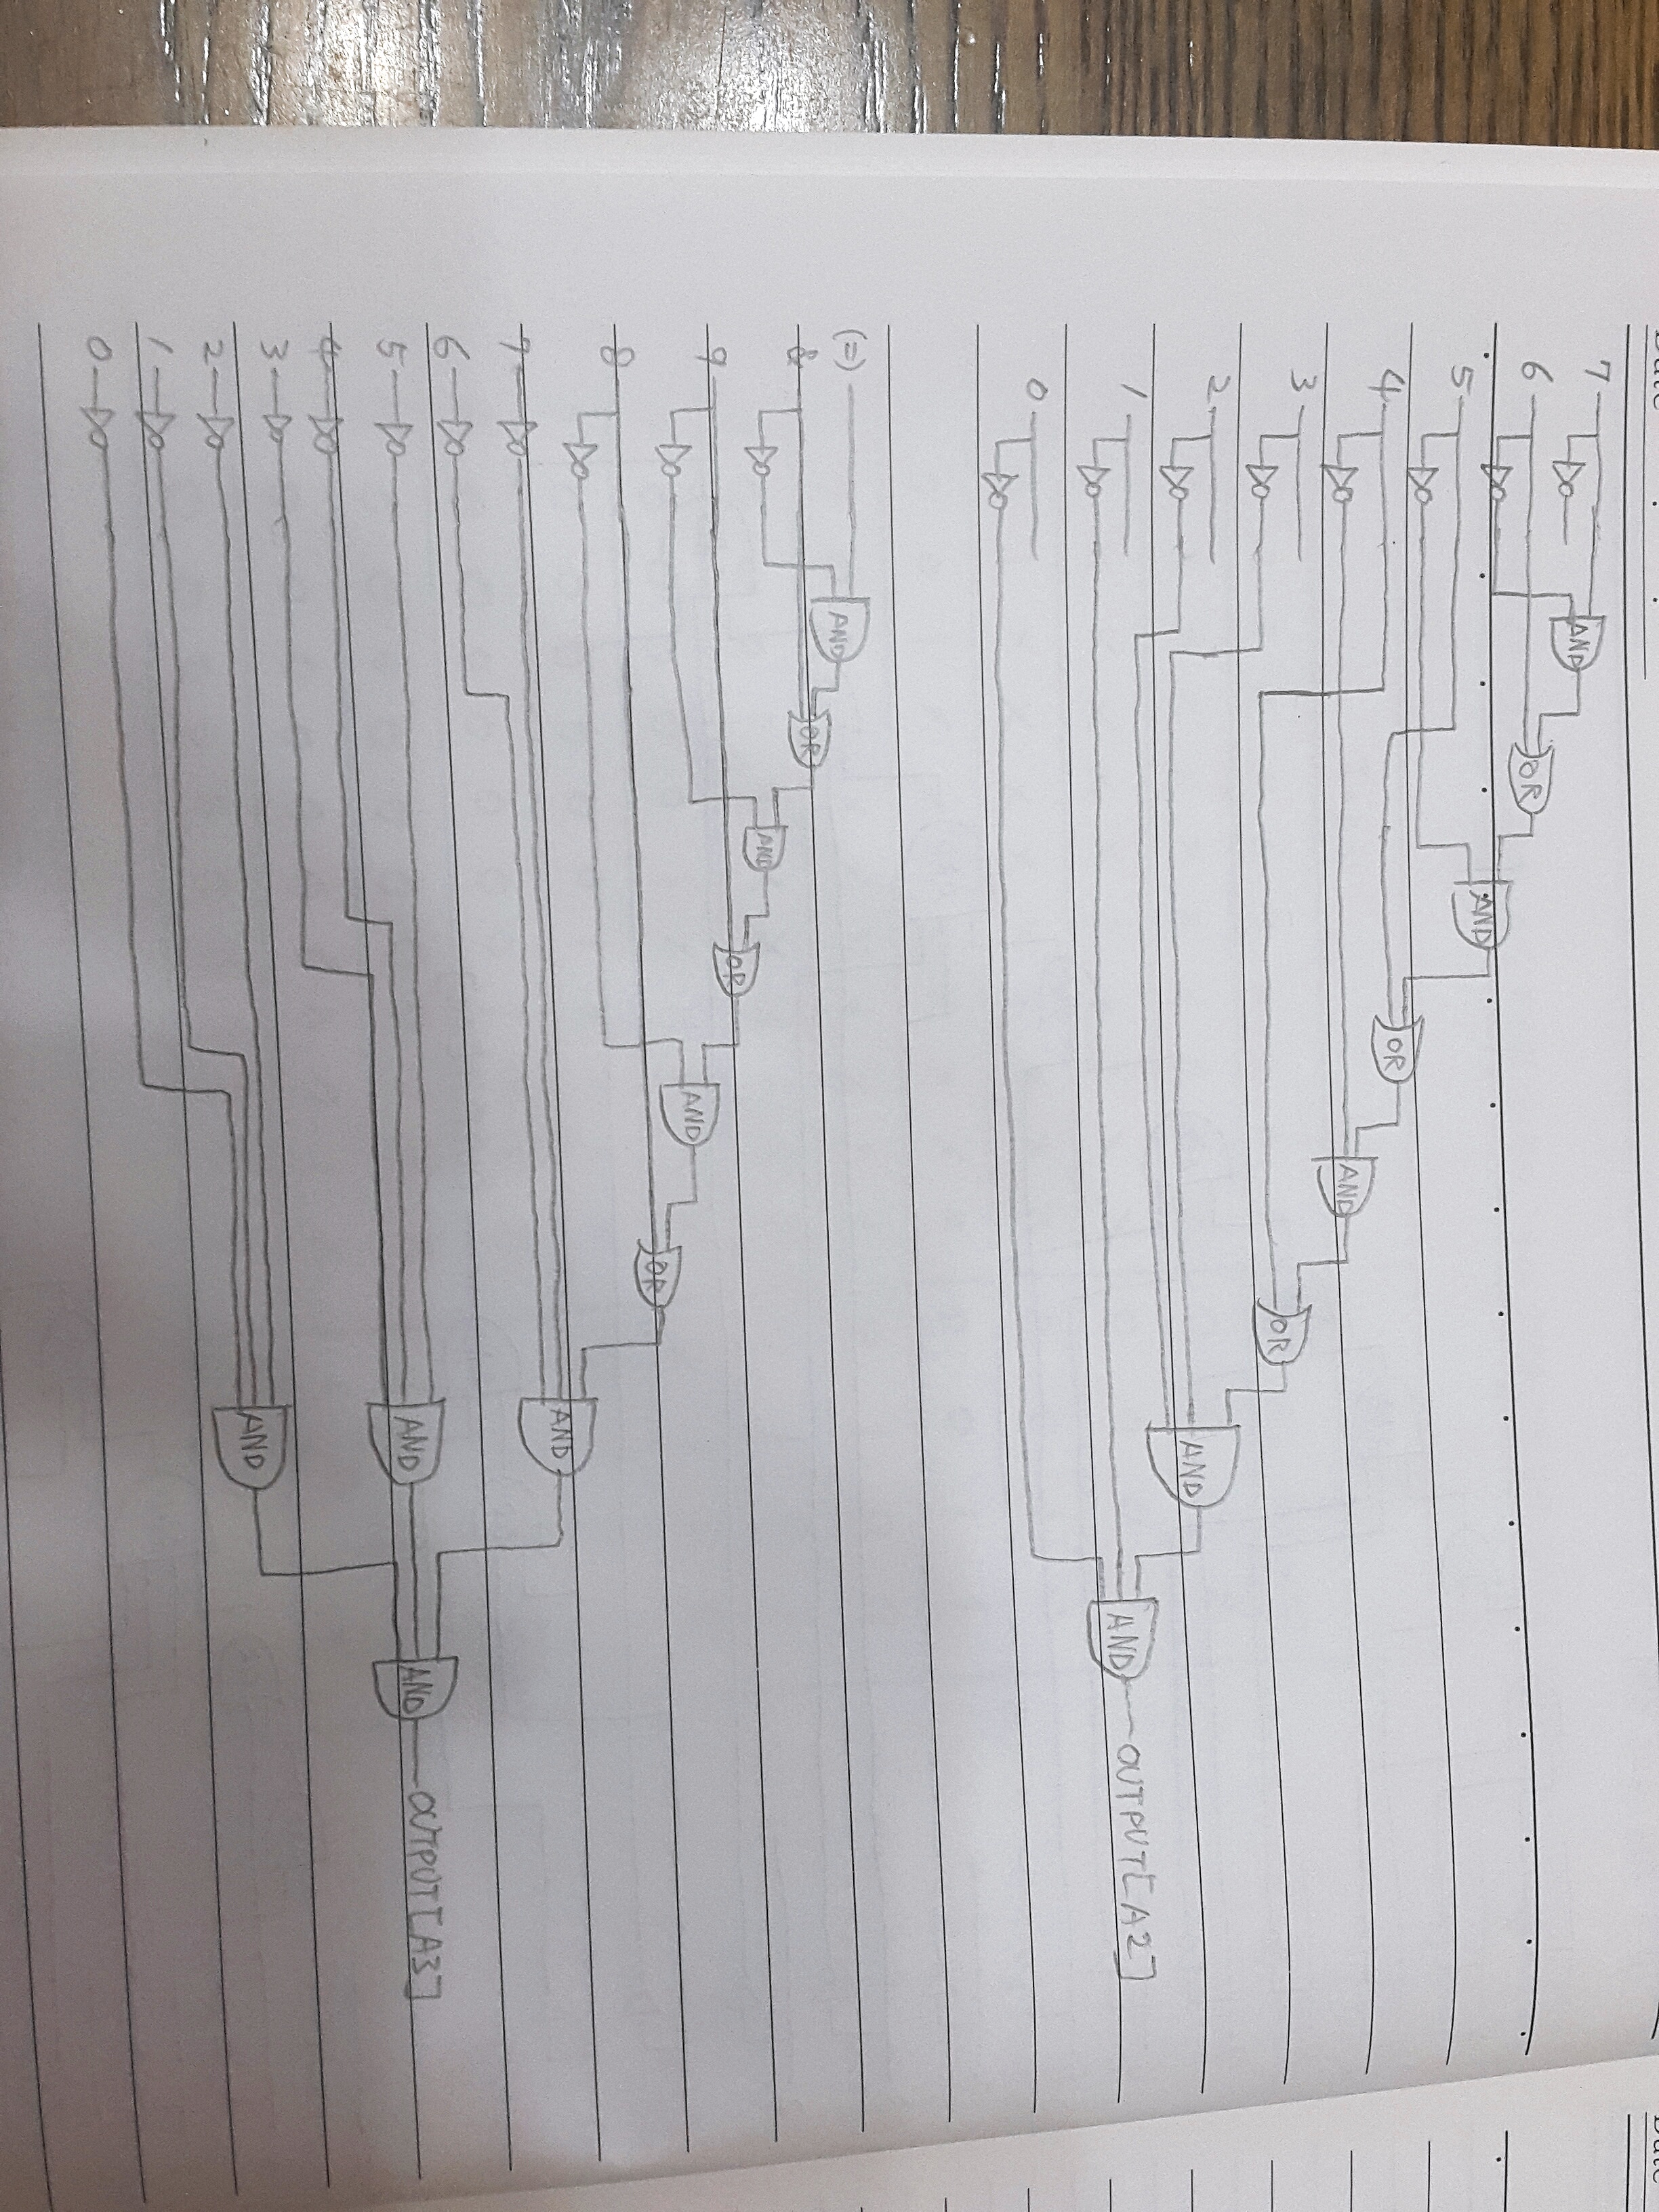 Date . .
Date
7 AND
6 OR
AND
5
4 OR
AND
3 OR
2 AND
1 AND OUTPUT[A2]
0
(=) AND
& OR
AND
9 OR
AND
8 OR
7 AND
6
5 AND AND OUTPUT[A3]
4
3
2 AND
1
0